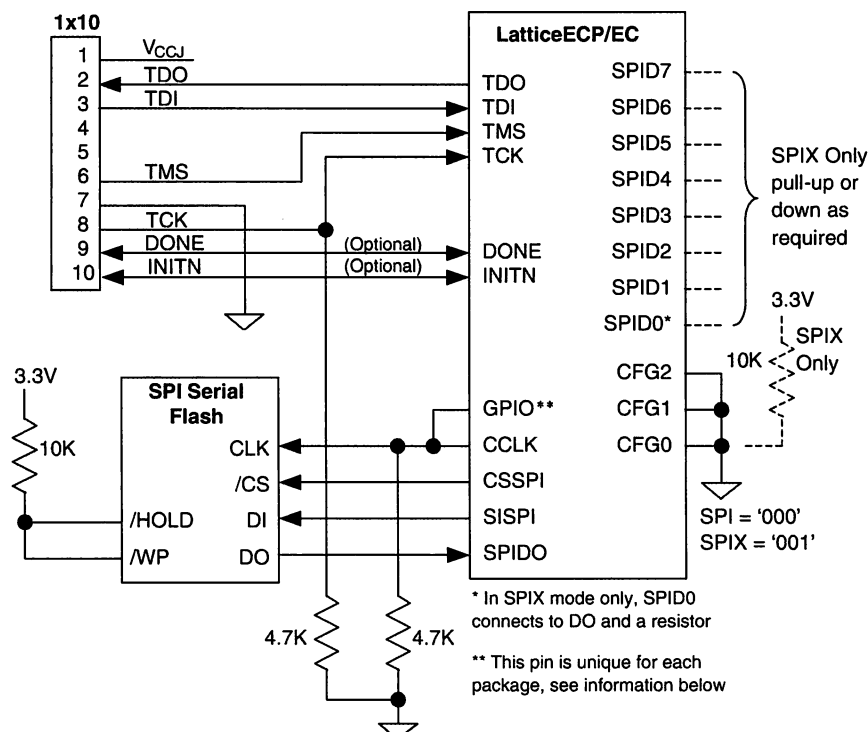 1x10
1
2
3
4
5
6
7
8
9
10
VCCJ
TDO
TDI
TMS
TCK
DONE
(Optional)
INITN
(Optional)
LatticeECP/EC
TDO
TDI
TMS
TCK
DONE
INITN
GPIO**
CCLK
CSSPI
SISPI
SPIDO
SPID7
SPID6
SPID5
SPID4
SPID3
SPID2
SPID1
SPID0*
CFG2
CFG1
CFG0
SPIX Only
pull-up or
down as
required
3.3V
10K
SPIX
Only
SPI = '000'
SPIX = '001'
3.3V
10K
SPI Serial
Flash
CLK
/CS
/HOLD
DI
/WP
DO
4.7K
4.7K
* In SPIX mode only, SPID0
connects to DO and a resistor
** This pin is unique for each
package, see information below